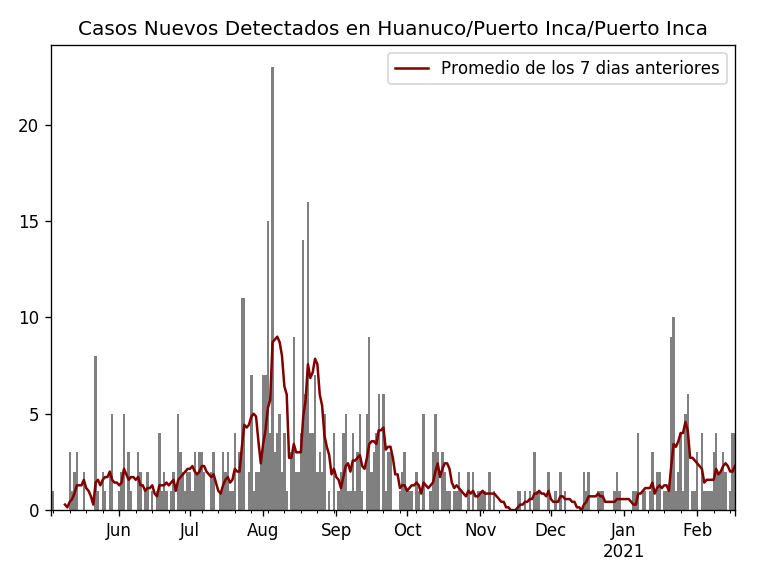 Casos Nuevos Detectados en Huanuco/Puerto Inca/Puerto Inca
Promedio de los 7 dias anteriores
20
15
10
5
0
Jun Jul Aug Sep Oct Nov Dec Jan Feb
2021